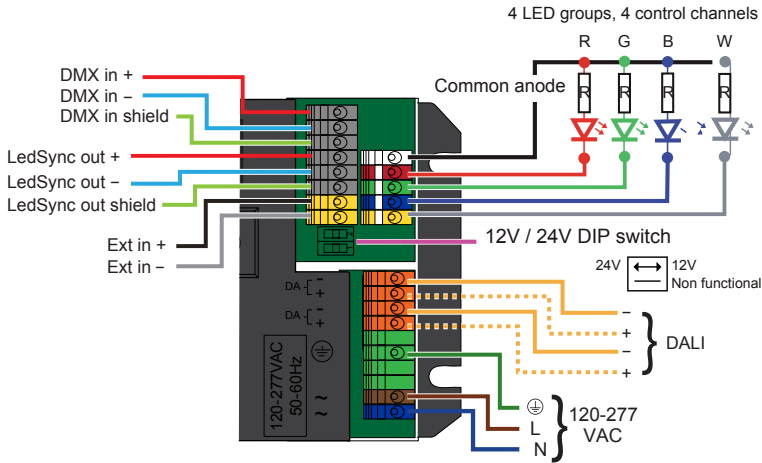 4 LED groups, 4 control channels
R G B W
DMX in +
DMX in –
DMX in shield
Common anode
R R R R
LedSync out +
LedSync out –
LedSync out shield
Ext in +
Ext in –
12V / 24V DIP switch
24V 12V
Non functional
DA – +
DA – +
–
+
–
+
DALI
120-277VAC
50-60Hz
~ ~
L
N
120-277
VAC